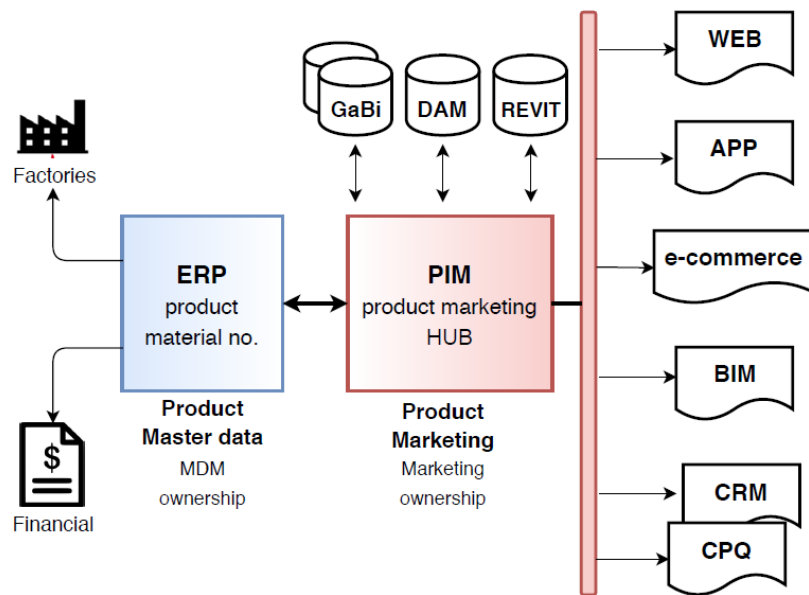 WEB
GaBi
DAM
REVIT
APP
Factories
ERP
product
material no.
PIM
product marketing
HUB
e-commerce
BIM
Product
Master data
MDM
ownership
Product
Marketing
Marketing
ownership
$
Financial
CRM
CPQ